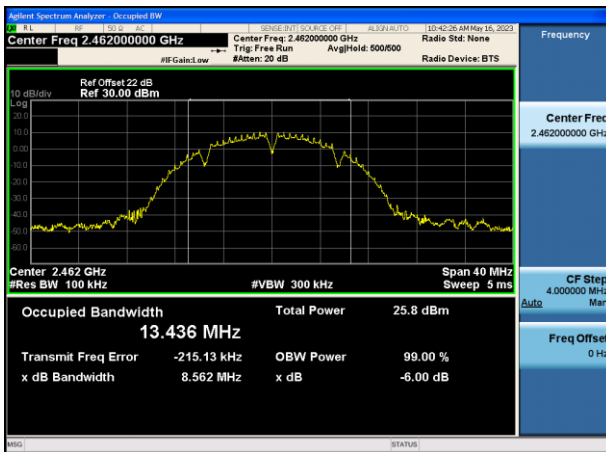 Agilent Spectrum Analyzer - Occupied BW
RL RF 50 Ω AC SENSE:INT SOURCE OFF ALIGNAUTO 10:42:26 AM May 16, 2023
Center Freq 2.462000000 GHz
Center Freq: 2.462000000 GHz
Radio Std: None
Trig: Free Run Avg|Hold: 500/500
#IFGain:Low #Atten: 20 dB Radio Device: BTS
Ref Offset 22 dB
10 dB/div Ref 30.00 dBm
Log
20.0
10.0
0.00
-10.0
-20.0
-30.0
-40.0
-50.0
-60.0
Center 2.462 GHz Span 40 MHz
#Res BW 100 kHz #VBW 300 kHz Sweep 5 ms
Occupied Bandwidth Total Power 25.8 dBm
13.436 MHz
Transmit Freq Error -215.13 kHz OBW Power 99.00 %
x dB Bandwidth 8.562 MHz x dB -6.00 dB
MSG STATUS
Frequency
Center Freq
2.462000000 GHz
CF Step
4.000000 MHz
Auto Man
Freq Offset
0 Hz